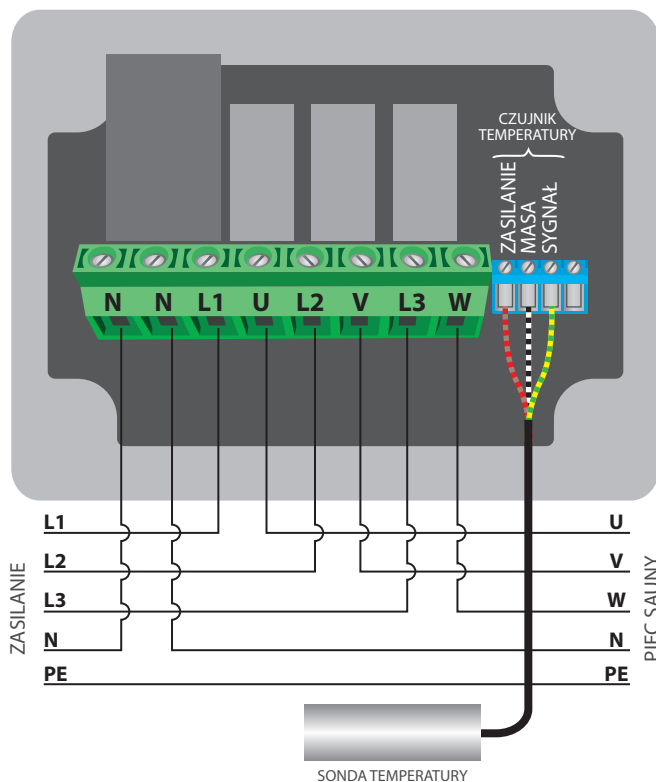 CZUJNIK
TEMPERATURY
ZASILANIE
MASA
SYGNAŁ
N N L1 U L2 V L3 W
ZASILANIE
L1 U
L2 V
L3 W
N N
PE PE
PIEC SAUNY
SONDA TEMPERATURY